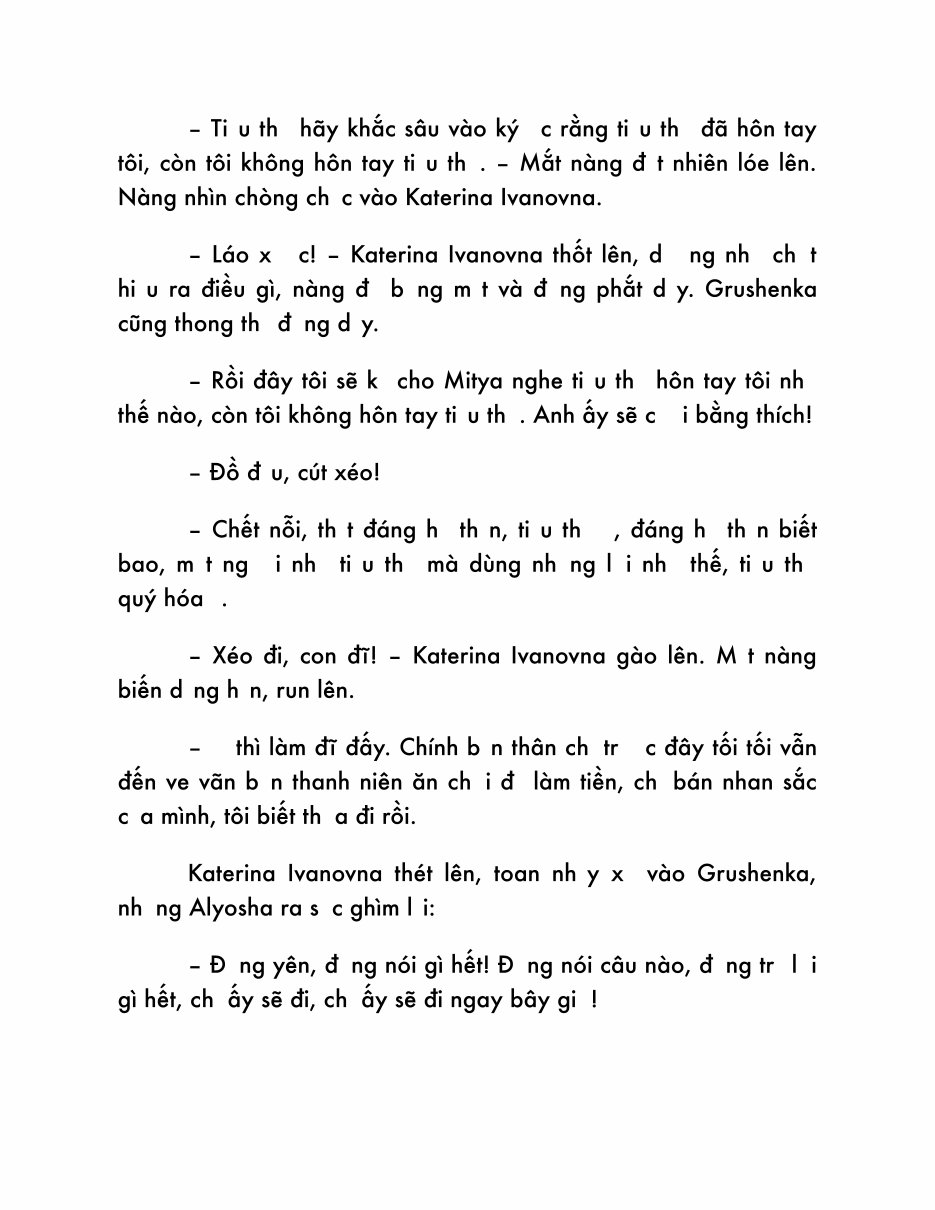 – Ti u th hãy khắc sâu vào ký c rằng ti u th đã hôn tay
tôi, còn tôi không hôn tay ti u th . – Mắt nàng đ t nhiên lóe lên.
Nàng nhìn chòng ch c vào Katerina Ivanovna.
– Láo x c! – Katerina Ivanovna thốt lên, d ng nh ch t
hi u ra điều gì, nàng đ b ng m t và đ ng phắt d y. Grushenka
cũng thong th đ ng d y.
– Rồi đây tôi sẽ k cho Mitya nghe ti u th hôn tay tôi nh
thế nào, còn tôi không hôn tay ti u th . Anh ấy sẽ c i bằng thích!
– Đồ đ u, cút xéo!
– Chết nỗi, th t đáng h th n, ti u th , đáng h th n biết
bao, m t ng i nh ti u th mà dùng nh ng l i nh thế, ti u th
quý hóa .
– Xéo đi, con đĩ! – Katerina Ivanovna gào lên. M t nàng
biến d ng h n, run lên.
– thì làm đĩ đấy. Chính b n thân ch tr c đây tối tối vẫn
đến ve vãn b n thanh niên ăn ch i đ làm tiền, ch bán nhan sắc
c a mình, tôi biết th a đi rồi.
Katerina Ivanovna thét lên, toan nh y x vào Grushenka,
nh ng Alyosha ra s c ghìm l i:
– Đ ng yên, đ ng nói gì hết! Đ ng nói câu nào, đ ng tr l i
gì hết, ch ấy sẽ đi, ch ấy sẽ đi ngay bây gi !